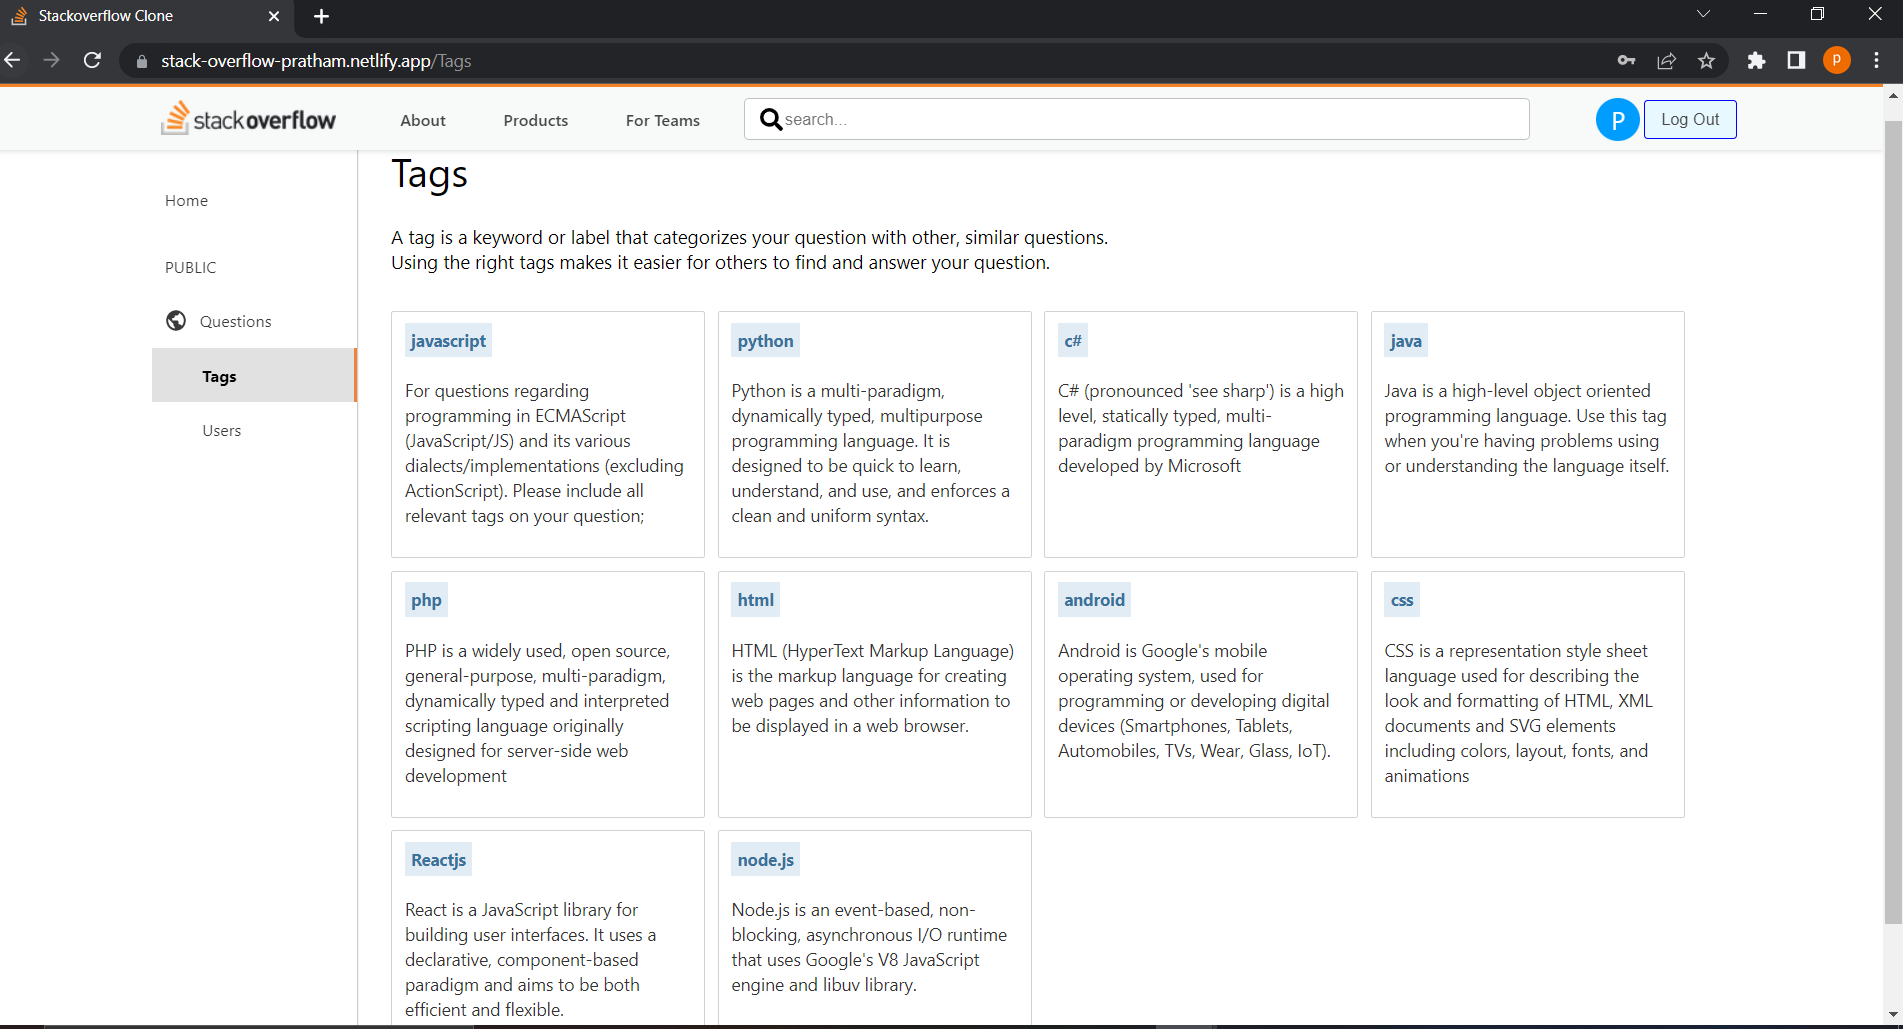 Stackoverflow Clone
stack-overflow-pratham.netlify.app/Tags
P
stackoverflow
About
Products
For Teams
search...
P
Log Out
Home
PUBLIC
Questions
Tags
Users
Tags
A tag is a keyword or label that categorizes your question with other, similar questions.
Using the right tags makes it easier for others to find and answer your question.
javascript
For questions regarding
programming in ECMAScript
(JavaScript/JS) and its various
dialects/implementations (excluding
ActionScript). Please include all
relevant tags on your question;
python
Python is a multi-paradigm,
dynamically typed, multipurpose
programming language. It is
designed to be quick to learn,
understand, and use, and enforces a
clean and uniform syntax.
c#
C# (pronounced 'see sharp') is a high
level, statically typed, multi-
paradigm programming language
developed by Microsoft
java
Java is a high-level object oriented
programming language. Use this tag
when you're having problems using
or understanding the language itself.
php
PHP is a widely used, open source,
general-purpose, multi-paradigm,
dynamically typed and interpreted
scripting language originally
designed for server-side web
development
html
HTML (HyperText Markup Language)
is the markup language for creating
web pages and other information to
be displayed in a web browser.
android
Android is Google's mobile
operating system, used for
programming or developing digital
devices (Smartphones, Tablets,
Automobiles, TVs, Wear, Glass, IoT).
css
CSS is a representation style sheet
language used for describing the
look and formatting of HTML, XML
documents and SVG elements
including colors, layout, fonts, and
animations
Reactjs
React is a JavaScript library for
building user interfaces. It uses a
declarative, component-based
paradigm and aims to be both
efficient and flexible.
node.js
Node.js is an event-based, non-
blocking, asynchronous I/O runtime
that uses Google's V8 JavaScript
engine and libuv library.